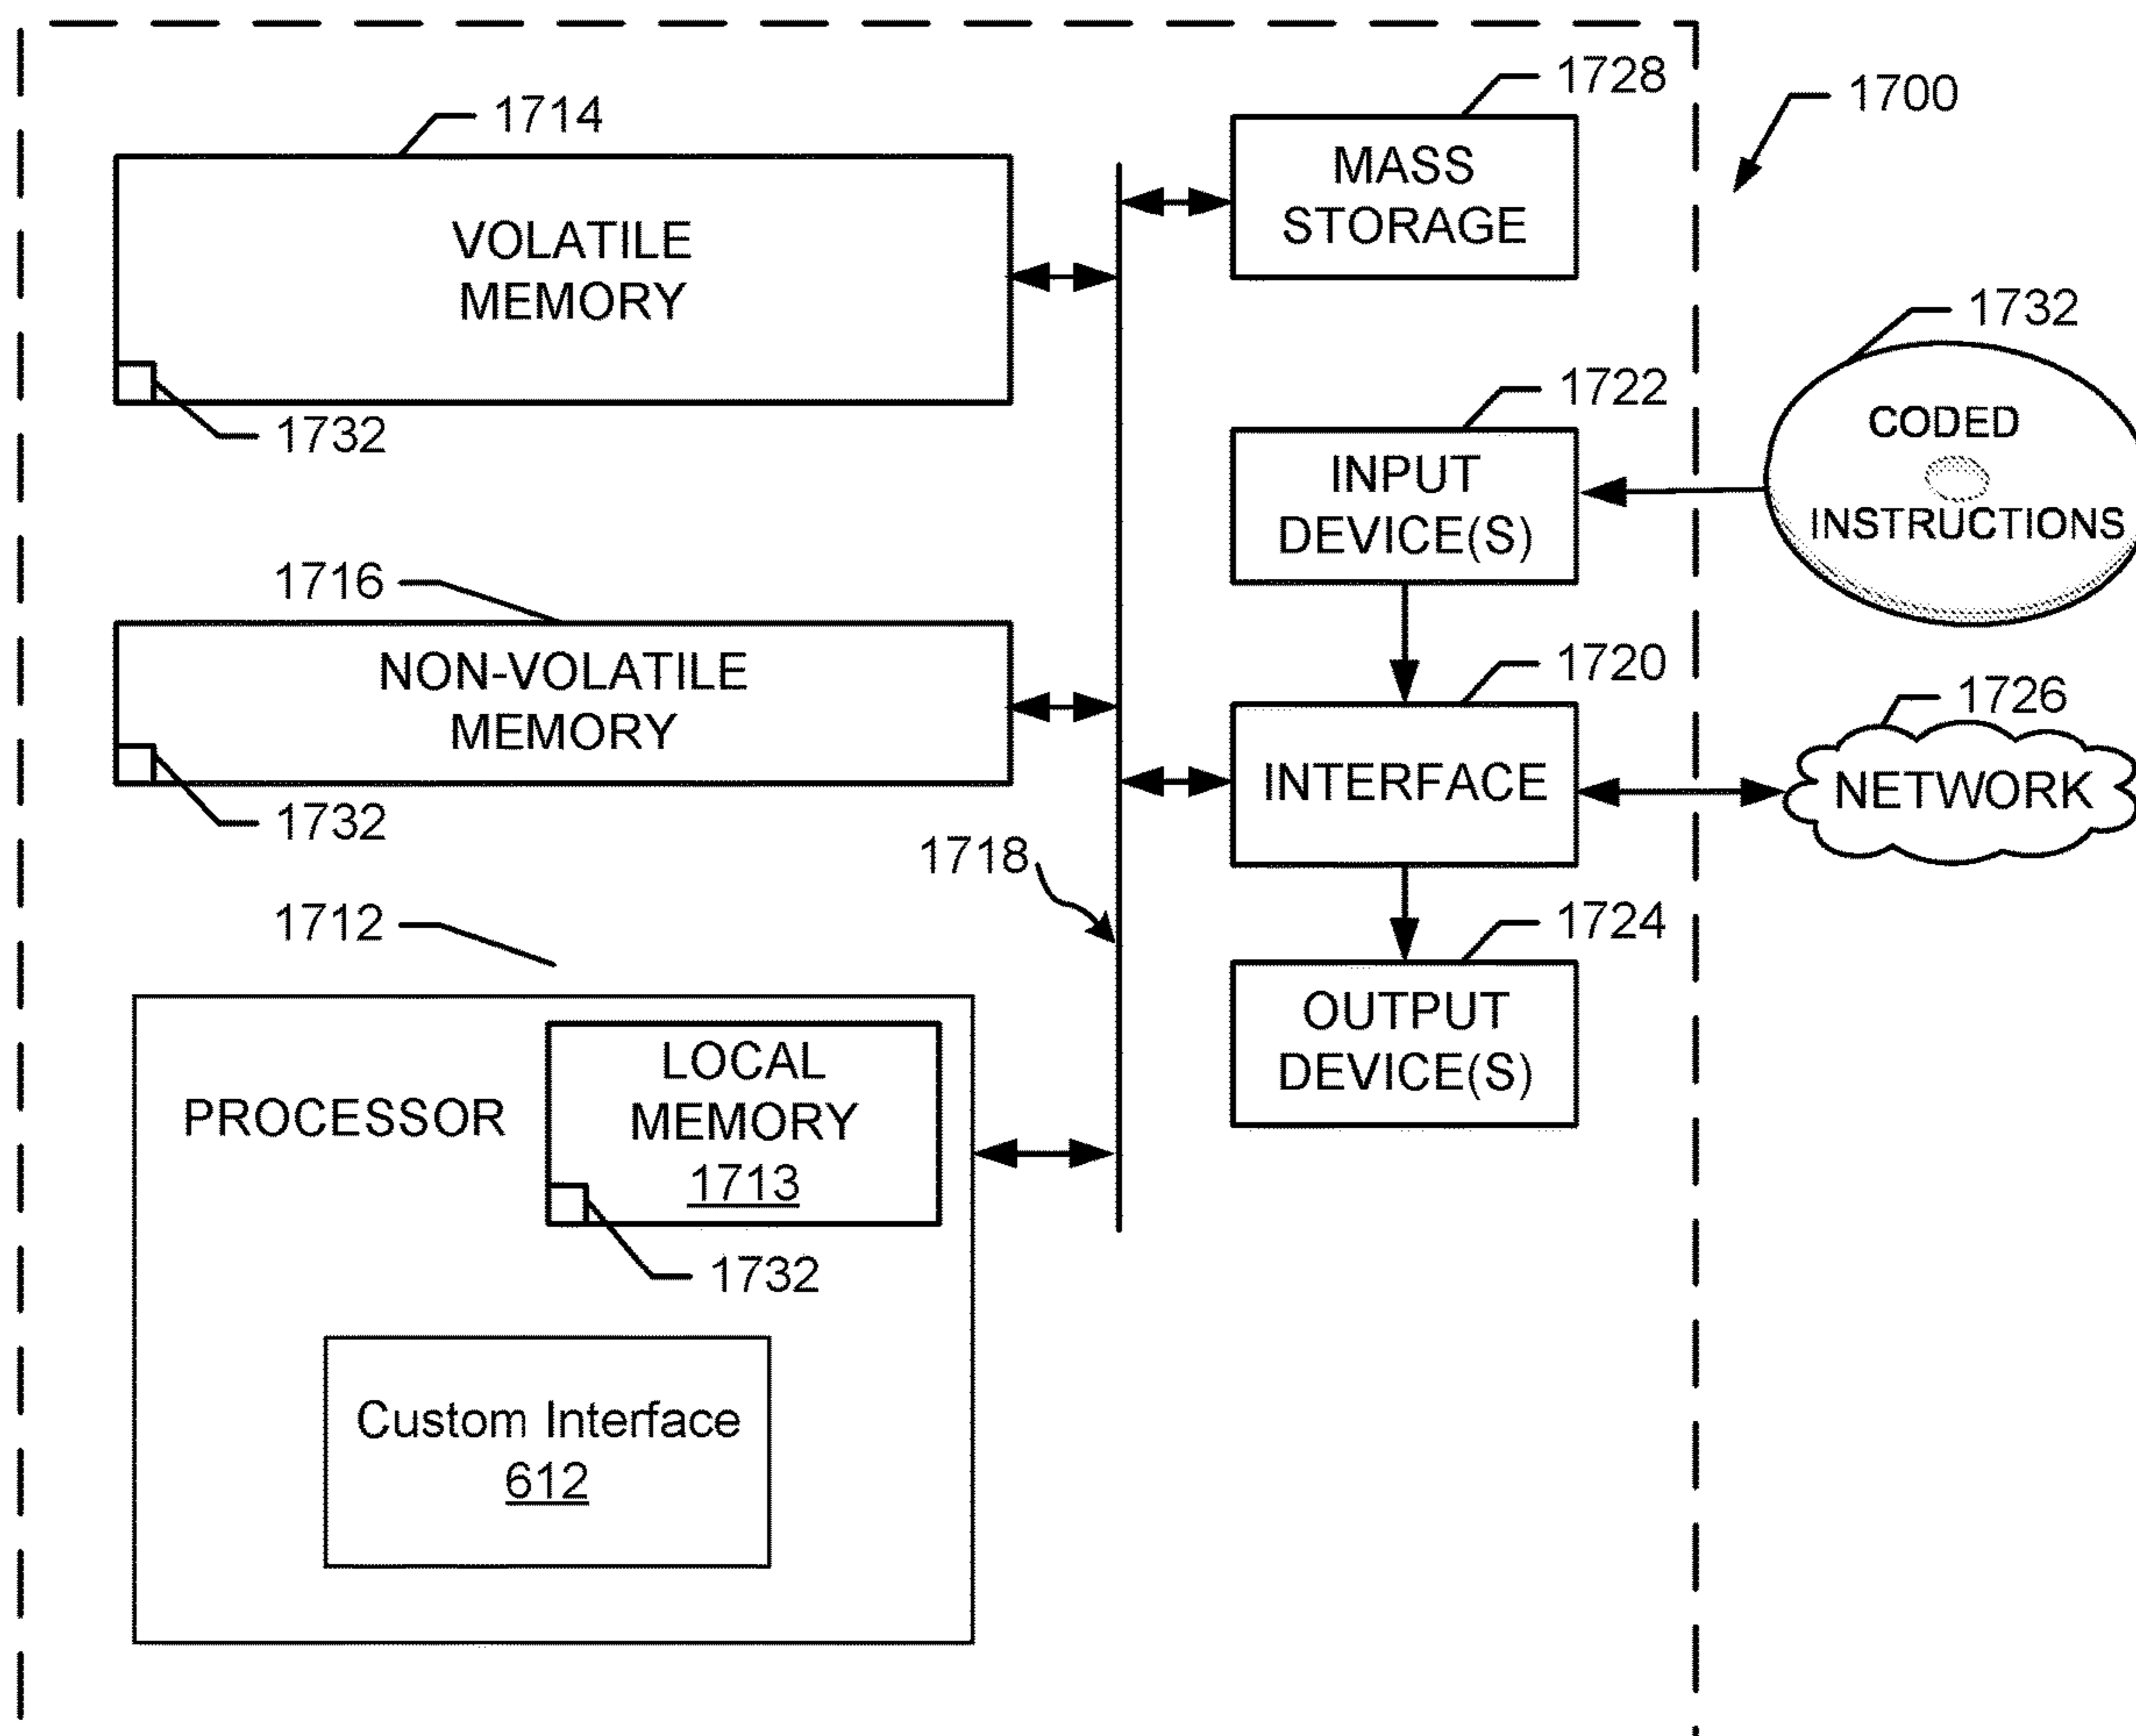 1728
1700
1714
MASS
STORAGE
VOLATILE
MEMORY
1732
1732
1722
CODED
INSTRUCTIONS
INPUT
DEVICE(S)
1716
1720
1726
NON-VOLATILE
MEMORY
INTERFACE
NETWORK
1732
1718
1712
1724
OUTPUT
DEVICE(S)
PROCESSOR
LOCAL
MEMORY
1713
1732
Custom Interface
612